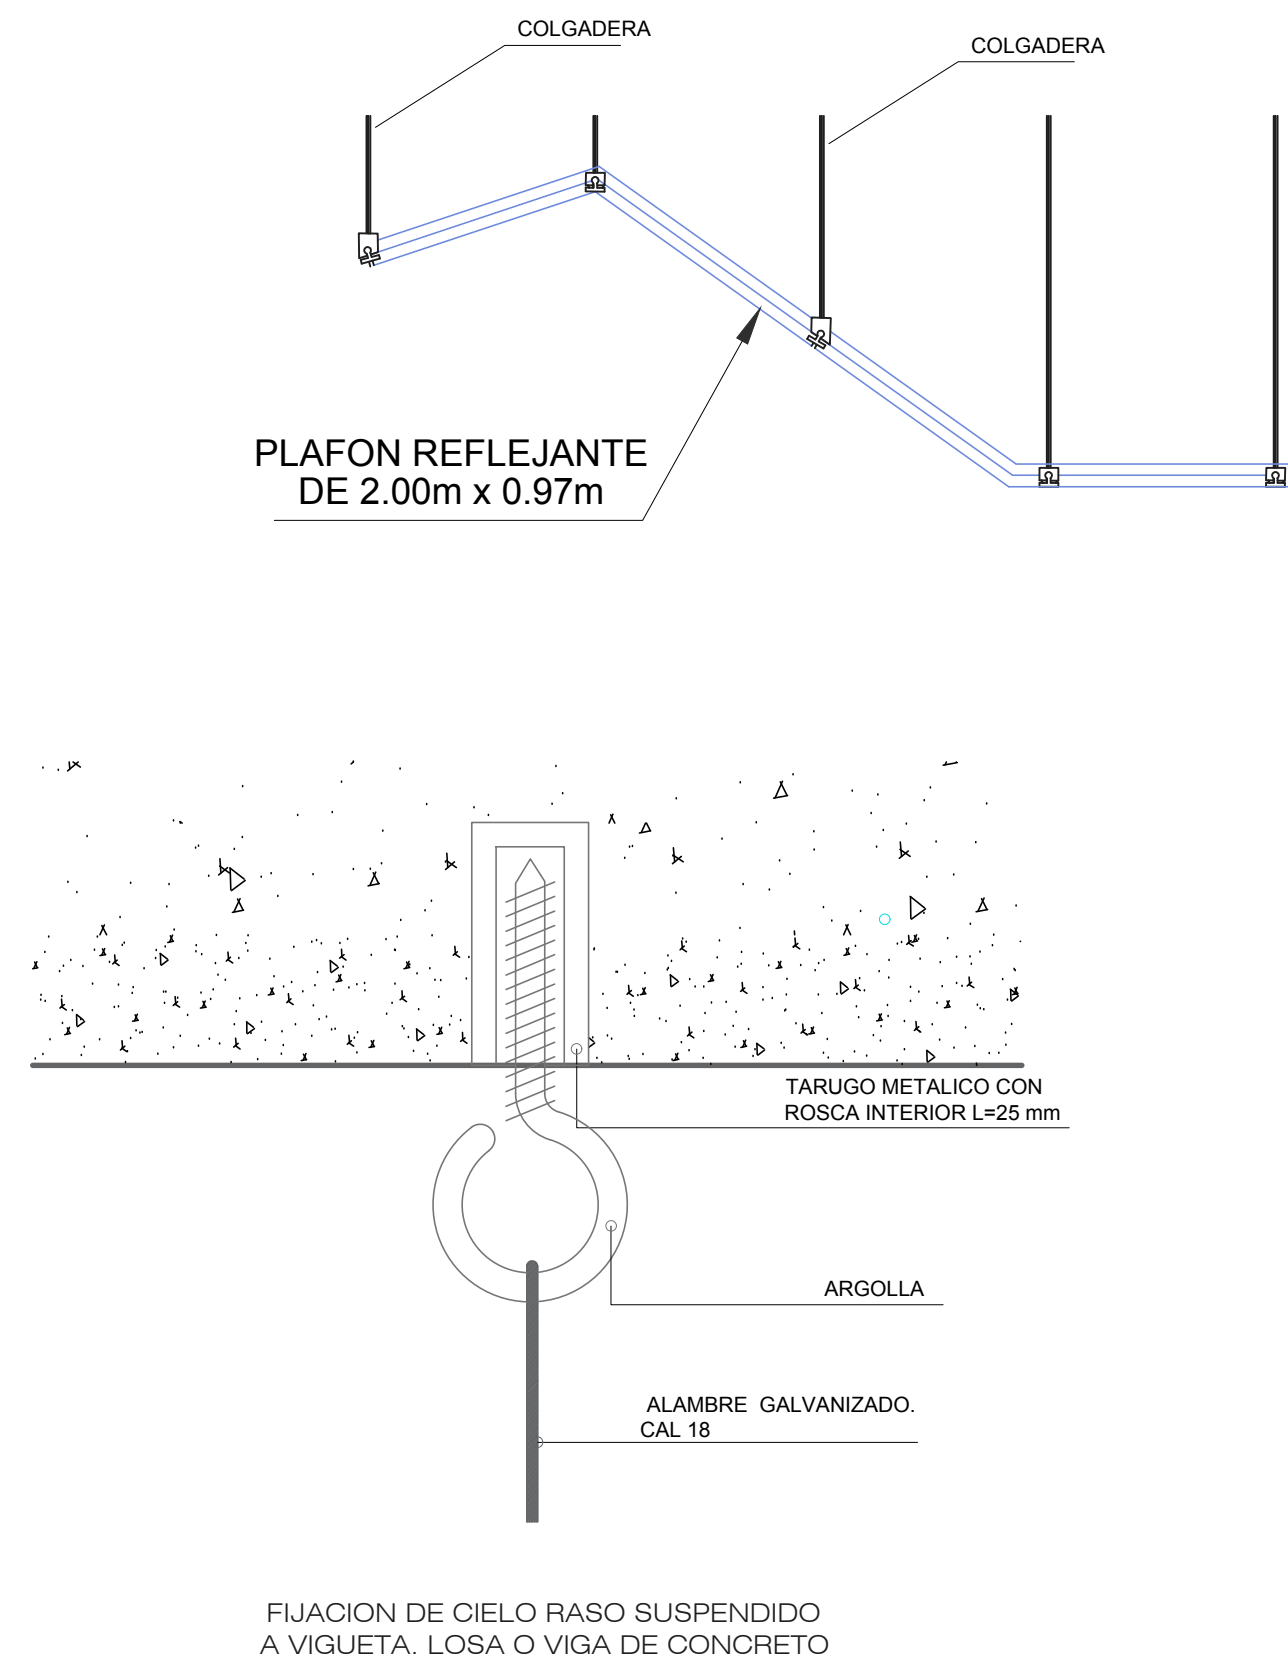 COLGADERA
COLGADERA
PLAFON REFLEJANTE
DE 2.00m x 0.97m
TARUGO METALICO CON
ROSCA INTERIOR L=25 mm
ARGOLLA
ALAMBRE GALVANIZADO.
CAL 18
FIJACION DE CIELO RASO SUSPENDIDO
A VIGUETA. LOSA O VIGA DE CONCRETO